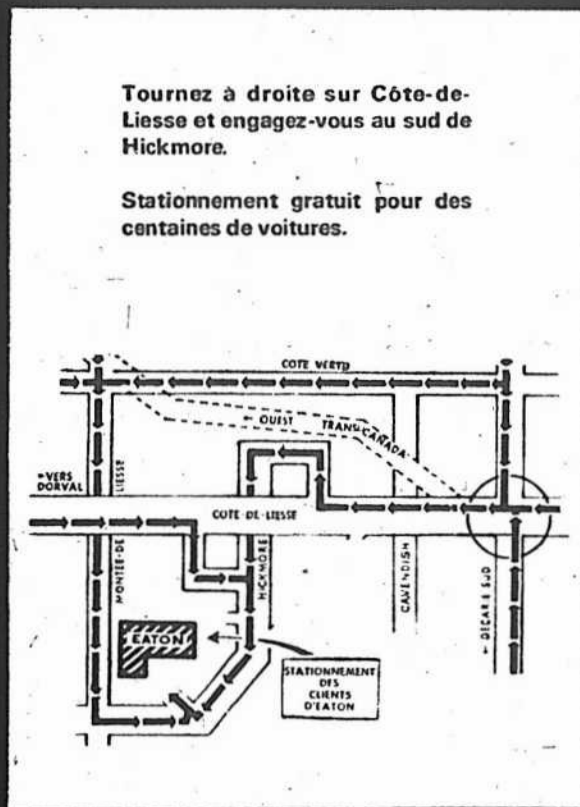 Tournez à droite sur Côte-de-
Liesse et engagez-vous au sud de
Hickmore.
Stationnement gratuit pour des
centaines de voitures.
COTE VERTU
← OUEST TRANS-CANADA
←VERS
DORVAL
MONTÉE-DE LIESSE
COTE-DE-LIESSE
HICKMORE
CAVENDISH
← DECARIE SUD
EATON
STATIONNEMENT
DES
CLIENTS
D'EATON